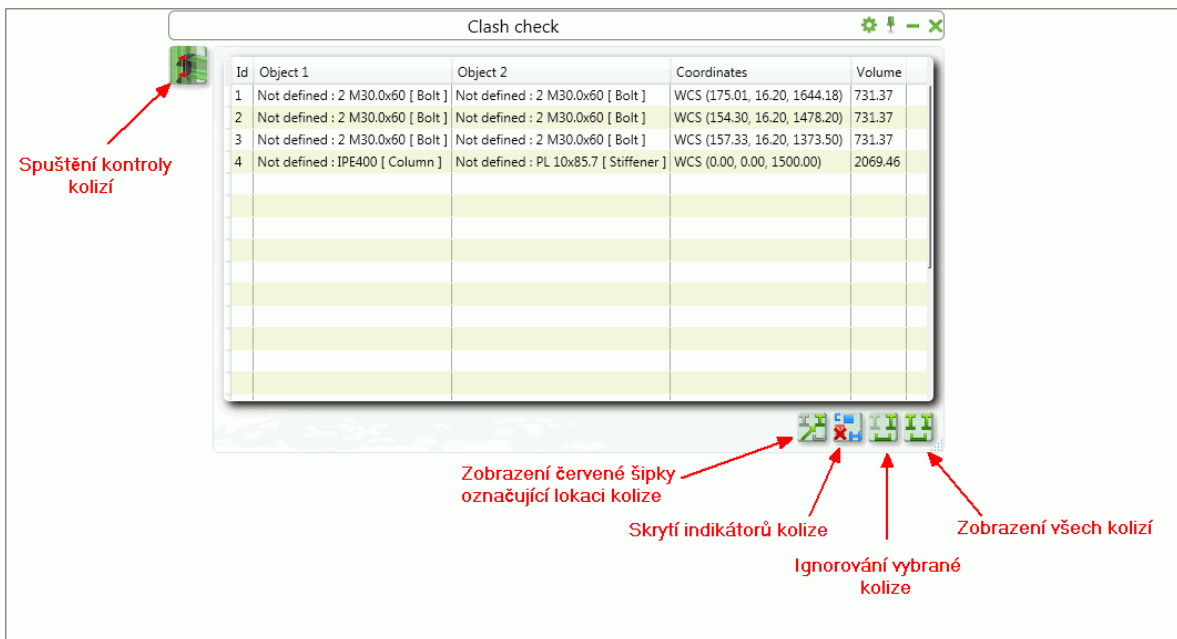 Clash check
Id Object 1 Object 2 Coordinates Volume
1 Not defined : 2 M30.0x60 [ Bolt ] Not defined : 2 M30.0x60 [ Bolt ] WCS (175.01, 16.20, 1644.18) 731.37
2 Not defined : 2 M30.0x60 [ Bolt ] Not defined : 2 M30.0x60 [ Bolt ] WCS (154.30, 16.20, 1478.20) 731.37
3 Not defined : 2 M30.0x60 [ Bolt ] Not defined : 2 M30.0x60 [ Bolt ] WCS (157.33, 16.20, 1373.50) 731.37
4 Not defined : IPE400 [ Column ] Not defined : PL 10x85.7 [ Stiffener ] WCS (0.00, 0.00, 1500.00) 2069.46
Spuštění kontroly
kolizí
Zobrazení červené šipky
označující lokaci kolize
Skrytí indikátorů kolize
Zobrazení všech kolizí
Ignorování vybrané
kolize